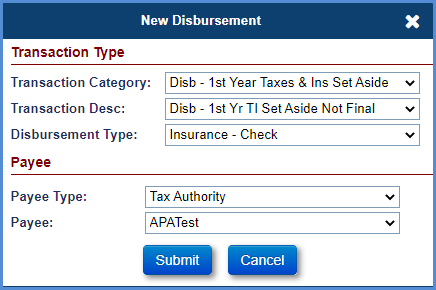 New Disbursement
Transaction Type
Transaction Category: Disb - 1st Year Taxes & Ins Set Aside
Transaction Desc: Disb - 1st Yr TI Set Aside Not Final
Disbursement Type: Insurance - Check
Payee
Payee Type: Tax Authority
Payee: APATest
Submit Cancel